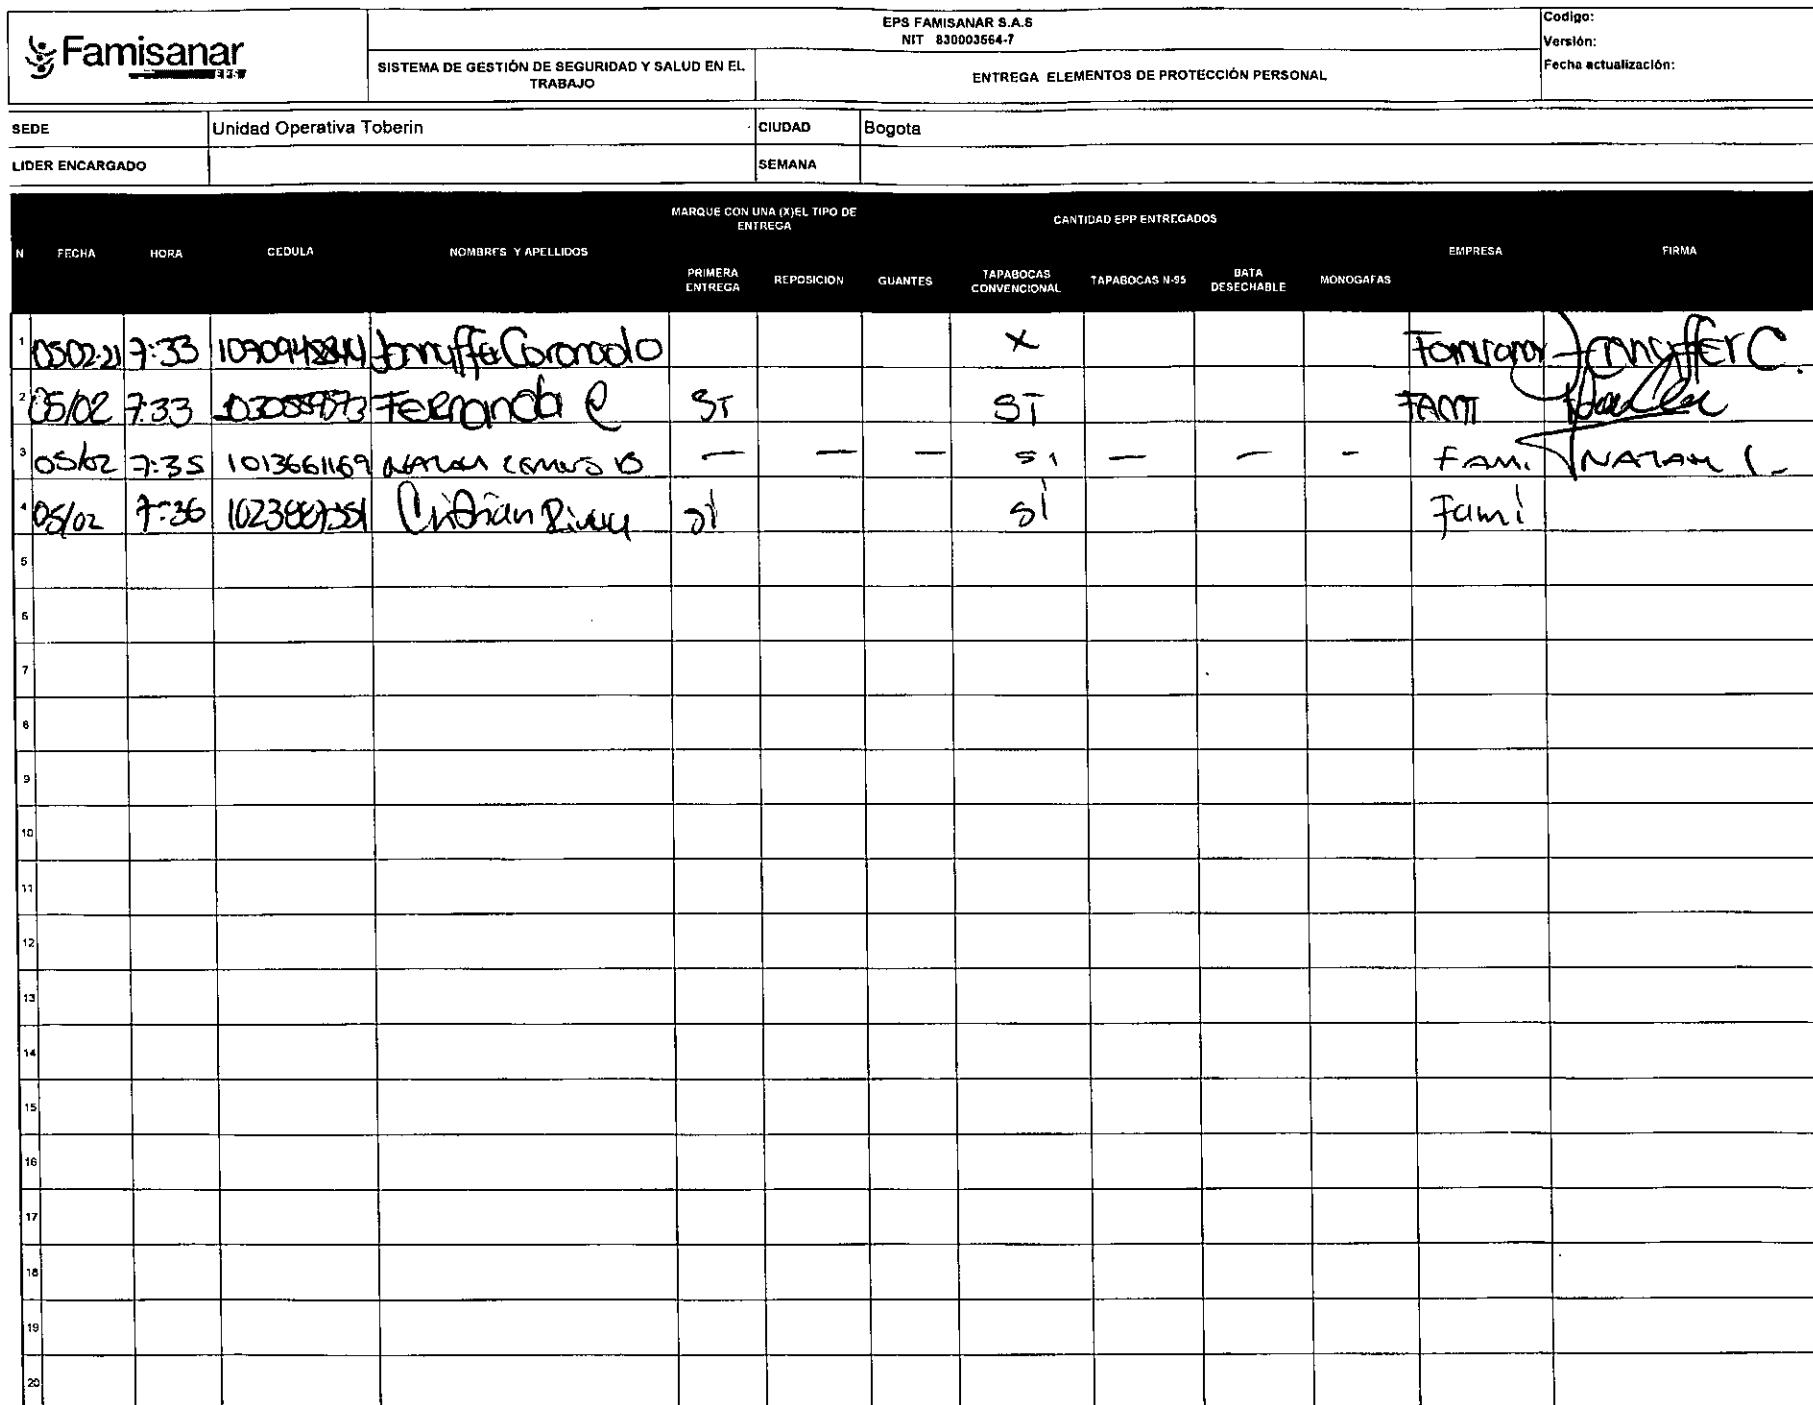 Famisanar
EPS
EPS FAMISANAR S.A.S
NIT 830003564-7
SISTEMA DE GESTIÓN DE SEGURIDAD Y SALUD EN EL
TRABAJO
ENTREGA ELEMENTOS DE PROTECCIÓN PERSONAL
Codigo:
Versión:
Fecha actualización:
SEDE Unidad Operativa Toberin CIUDAD Bogota
LIDER ENCARGADO SEMANA
MARQUE CON UNA (X)EL TIPO DE
ENTREGA
CANTIDAD EPP ENTREGADOS
N FECHA HORA CEDULA NOMBRES Y APELLIDOS EMPRESA FIRMA
PRIMERA
ENTREGA
REPOSICION GUANTES
TAPABOCAS
CONVENCIONAL
TAPABOCAS N-95
BATA
DESECHABLE
MONOGAFAS
1 05-02-21 7:33 Jennyffer Coronado X Famisanar Jennyffer C.
2 05/02 7:33 Fernanda SI SI FAMI
3 05/02 7:35 1013661169 — — — SI — — - FAMI.
4 05/02 7:36 Cristian SI SI Fami
5
6
7
8
9
10
11
12
13
14
15
16
17
18
19
20